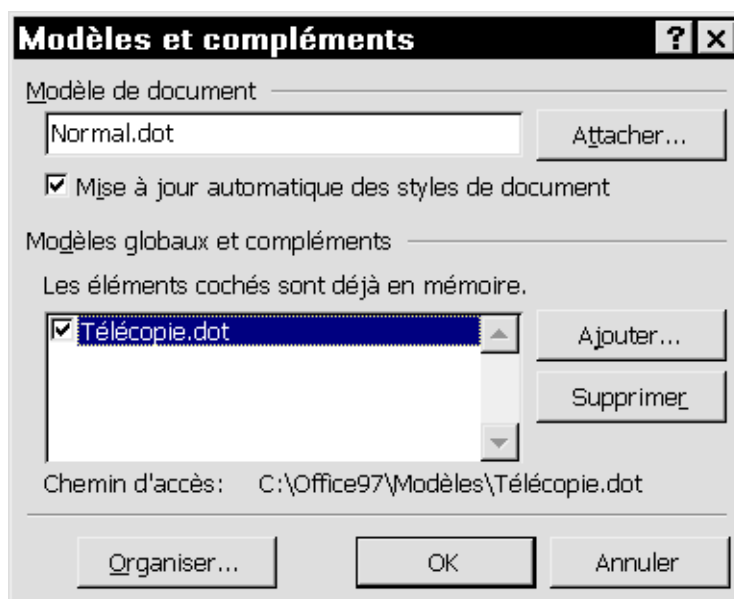 Modèles et compléments
Modèle de document
Normal.dot
Attacher...
Mise à jour automatique des styles de document
Modèles globaux et compléments
Les éléments cochés sont déjà en mémoire.
Télécopie.dot
Ajouter...
Supprimer
Chemin d'accès: C:\Office97\Modèles\Télécopie.dot
Organiser... OK Annuler